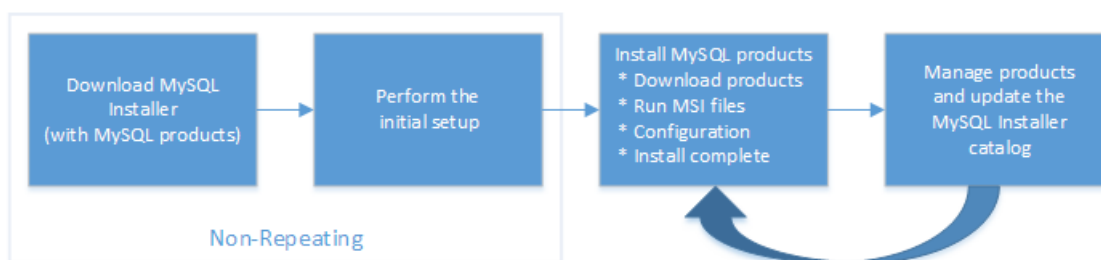 Download MySQL
Installer
(with MySQL products)
Perform the
initial setup
Install MySQL products
* Download products
* Run MSI files
* Configuration
* Install complete
Manage products
and update the
MySQL Installer
catalog
Non-Repeating